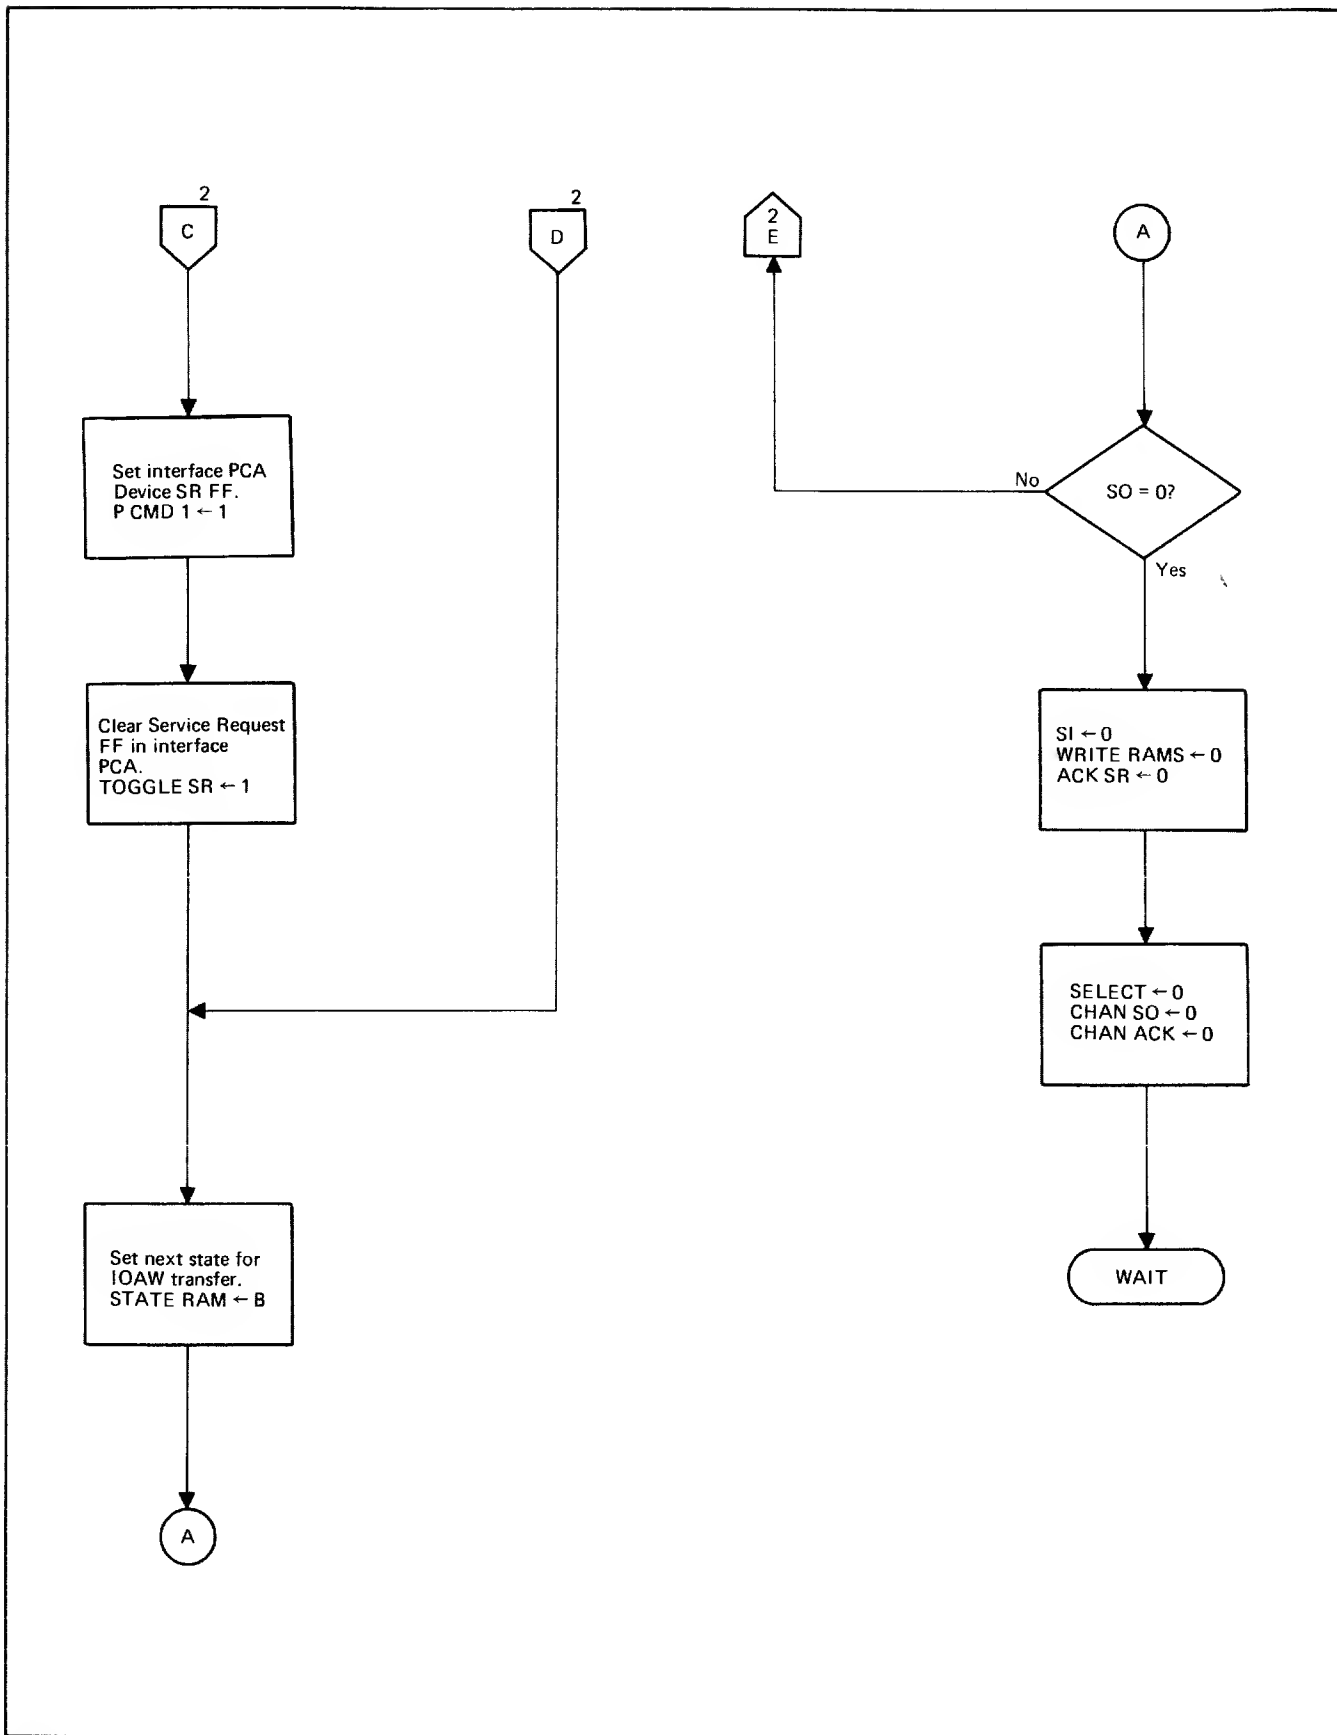 2
C
2
D
2
E
A
Set interface PCA
Device SR FF.
P CMD 1 ← 1
No
SO = 0?
Yes
Clear Service Request
FF in interface
PCA.
TOGGLE SR ← 1
SI ← 0
WRITE RAMS ← 0
ACK SR ← 0
SELECT ← 0
CHAN SO ← 0
CHAN ACK ← 0
Set next state for
IOAW transfer.
STATE RAM ← B
WAIT
A